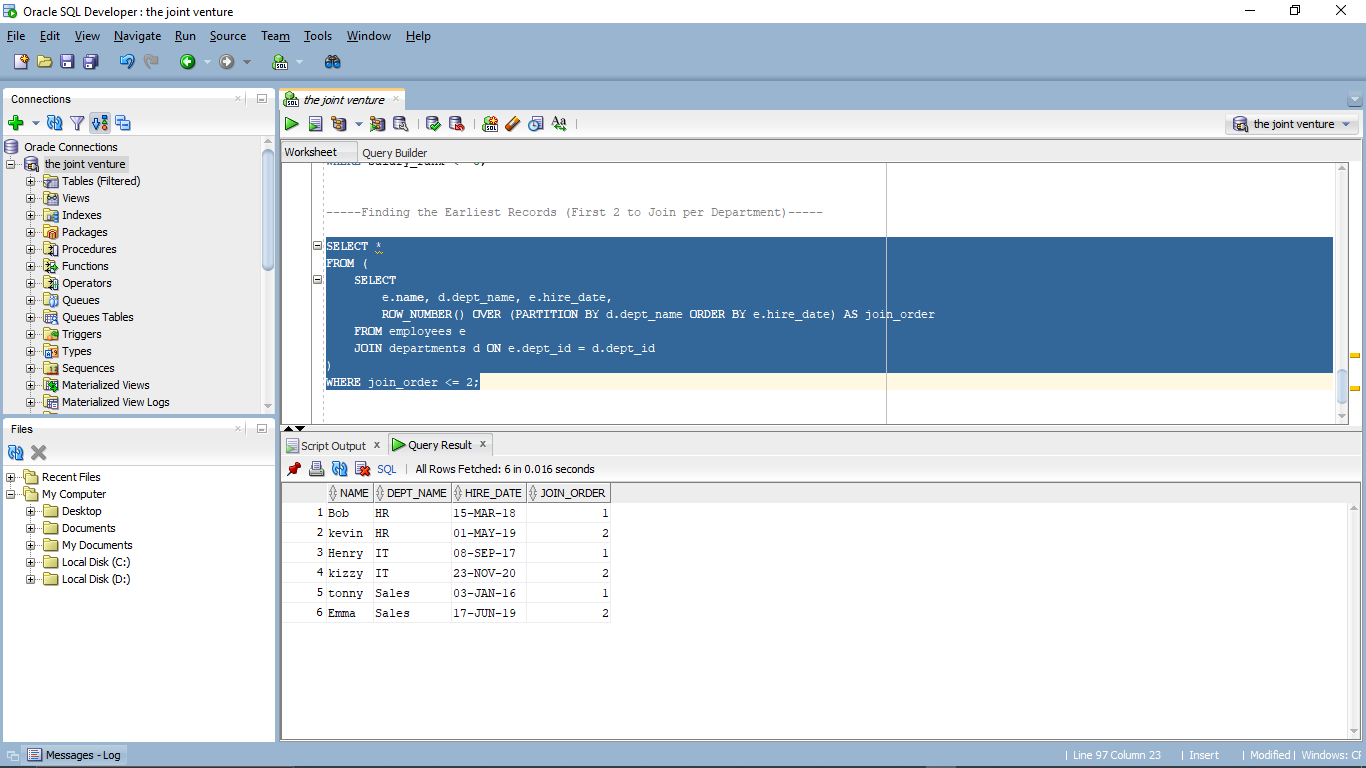 Oracle SQL Developer : the joint venture
File Edit View Navigate Run Source Team Tools Window Help
Connections
Oracle Connections
the joint venture
Tables (Filtered)
Views
Indexes
Packages
Procedures
Functions
Operators
Queues
Queues Tables
Triggers
Types
Sequences
Materialized Views
Materialized View Logs
Files
Recent Files
My Computer
Desktop
Documents
My Documents
Local Disk (C:)
Local Disk (D:)
the joint venture
the joint venture
Worksheet Query Builder
-----Finding the Earliest Records (First 2 to Join per Department)-----
SELECT *
FROM (
SELECT
e.name, d.dept_name, e.hire_date,
ROW_NUMBER() OVER (PARTITION BY d.dept_name ORDER BY e.hire_date) AS join_order
FROM employees e
JOIN departments d ON e.dept_id = d.dept_id
)
WHERE join_order <= 2;
Script Output x Query Result x
SQL | All Rows Fetched: 6 in 0.016 seconds
NAME DEPT_NAME HIRE_DATE JOIN_ORDER
1 Bob HR 15-MAR-18 1
2 kevin HR 01-MAY-19 2
3 Henry IT 08-SEP-17 1
4 kizzy IT 23-NOV-20 2
5 tonny Sales 03-JAN-16 1
6 Emma Sales 17-JUN-19 2
Messages - Log
| Line 97 Column 23 | Insert | Modified | Windows: